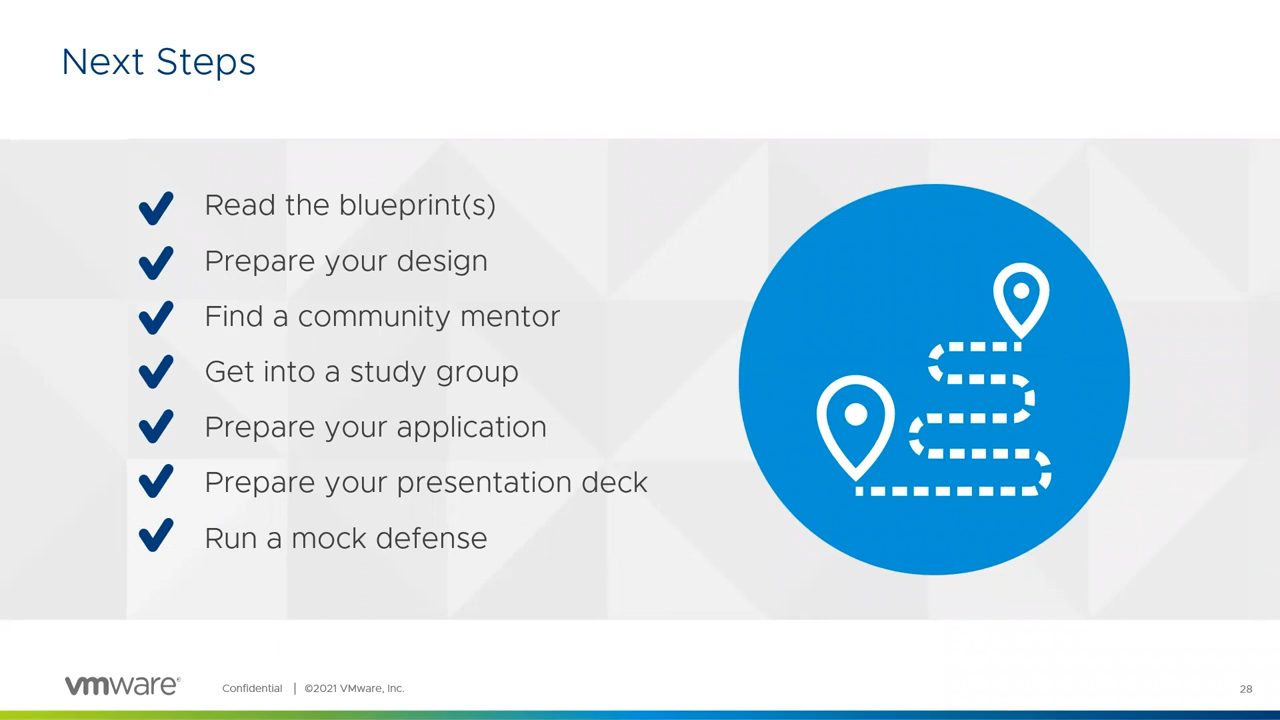 Next Steps
Read the blueprint(s)
Prepare your design
Find a community mentor
Get into a study group
Prepare your application
Prepare your presentation deck
Run a mock defense
vmware®
Confidential | ©2021 VMware, Inc.
28